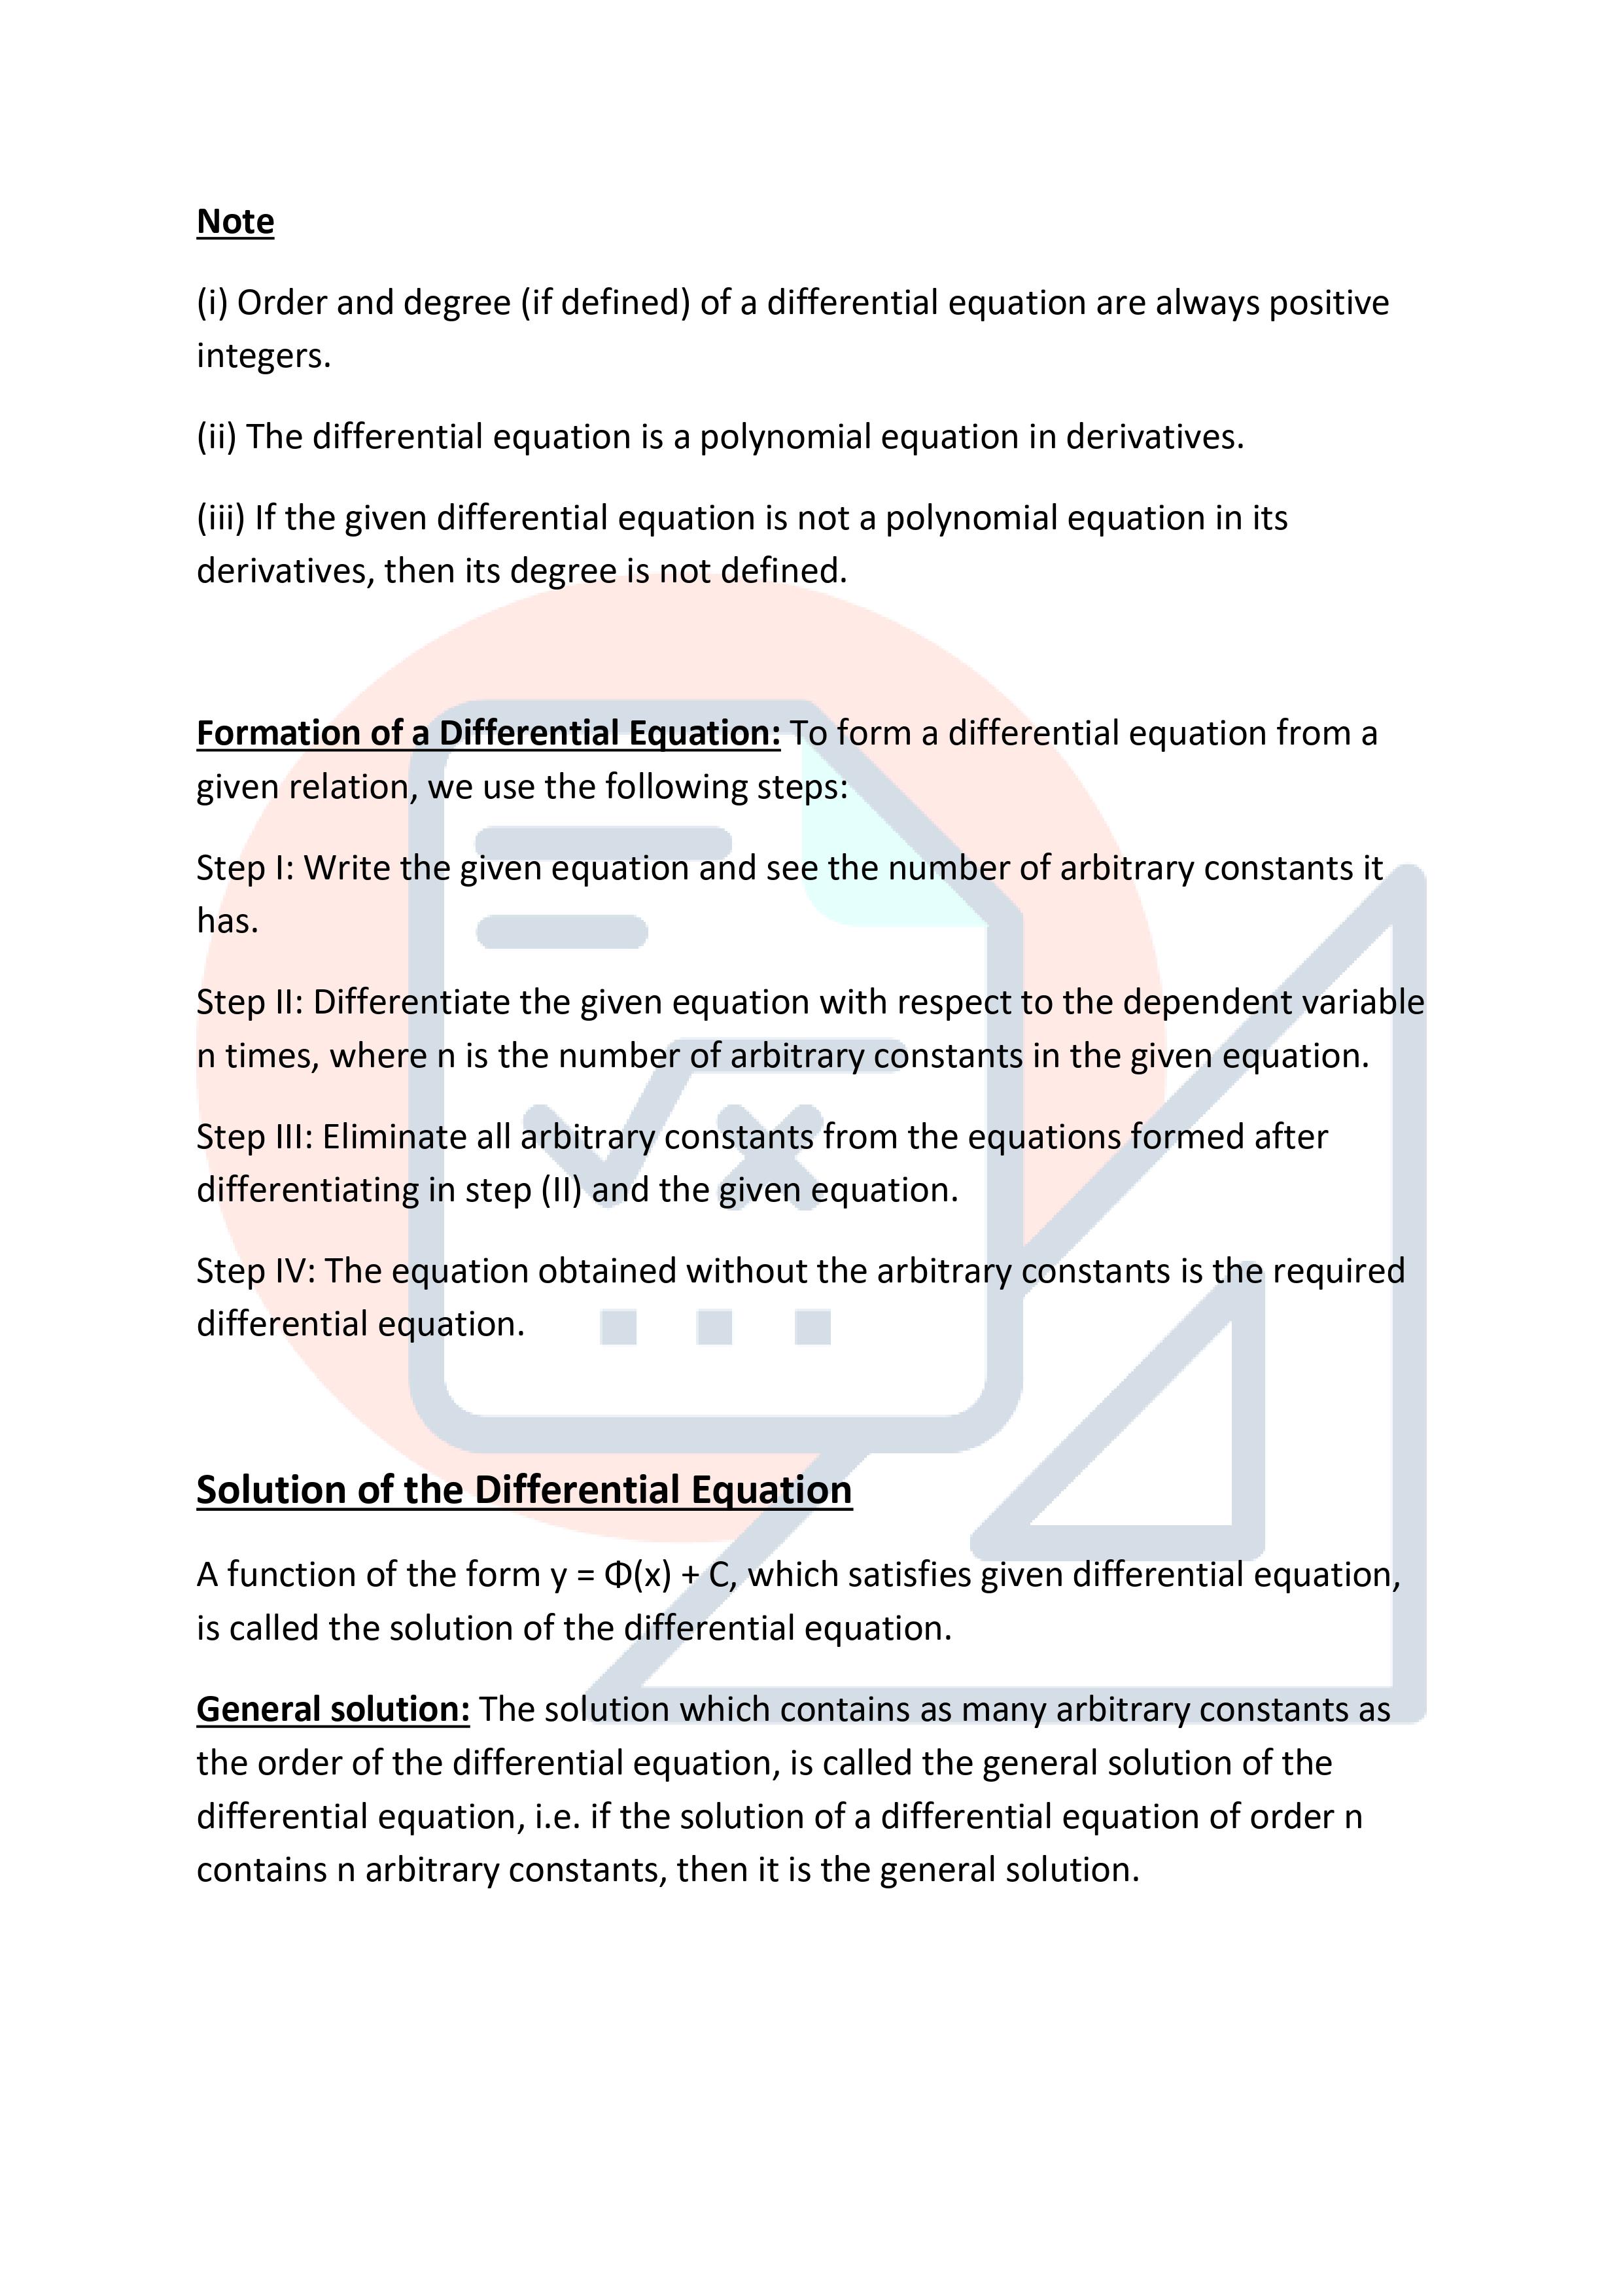 Note
(i) Order and degree (if defined) of a differential equation are always positive
integers.
(ii) The differential equation is a polynomial equation in derivatives.
(iii) If the given differential equation is not a polynomial equation in its
derivatives, then its degree is not defined.
Formation of a Differential Equation: To form a differential equation from a
given relation, we use the following steps:
Step I: Write the given equation and see the number of arbitrary constants it
has.
Step II: Differentiate the given equation with respect to the dependent variable
n times, where n is the number of arbitrary constants in the given equation.
Step III: Eliminate all arbitrary constants from the equations formed after
differentiating in step (II) and the given equation.
Step IV: The equation obtained without the arbitrary constants is the required
differential equation.
Solution of the Differential Equation
A function of the form y = Φ(x) + C, which satisfies given differential equation,
is called the solution of the differential equation.
General solution: The solution which contains as many arbitrary constants as
the order of the differential equation, is called the general solution of the
differential equation, i.e. if the solution of a differential equation of order n
contains n arbitrary constants, then it is the general solution.